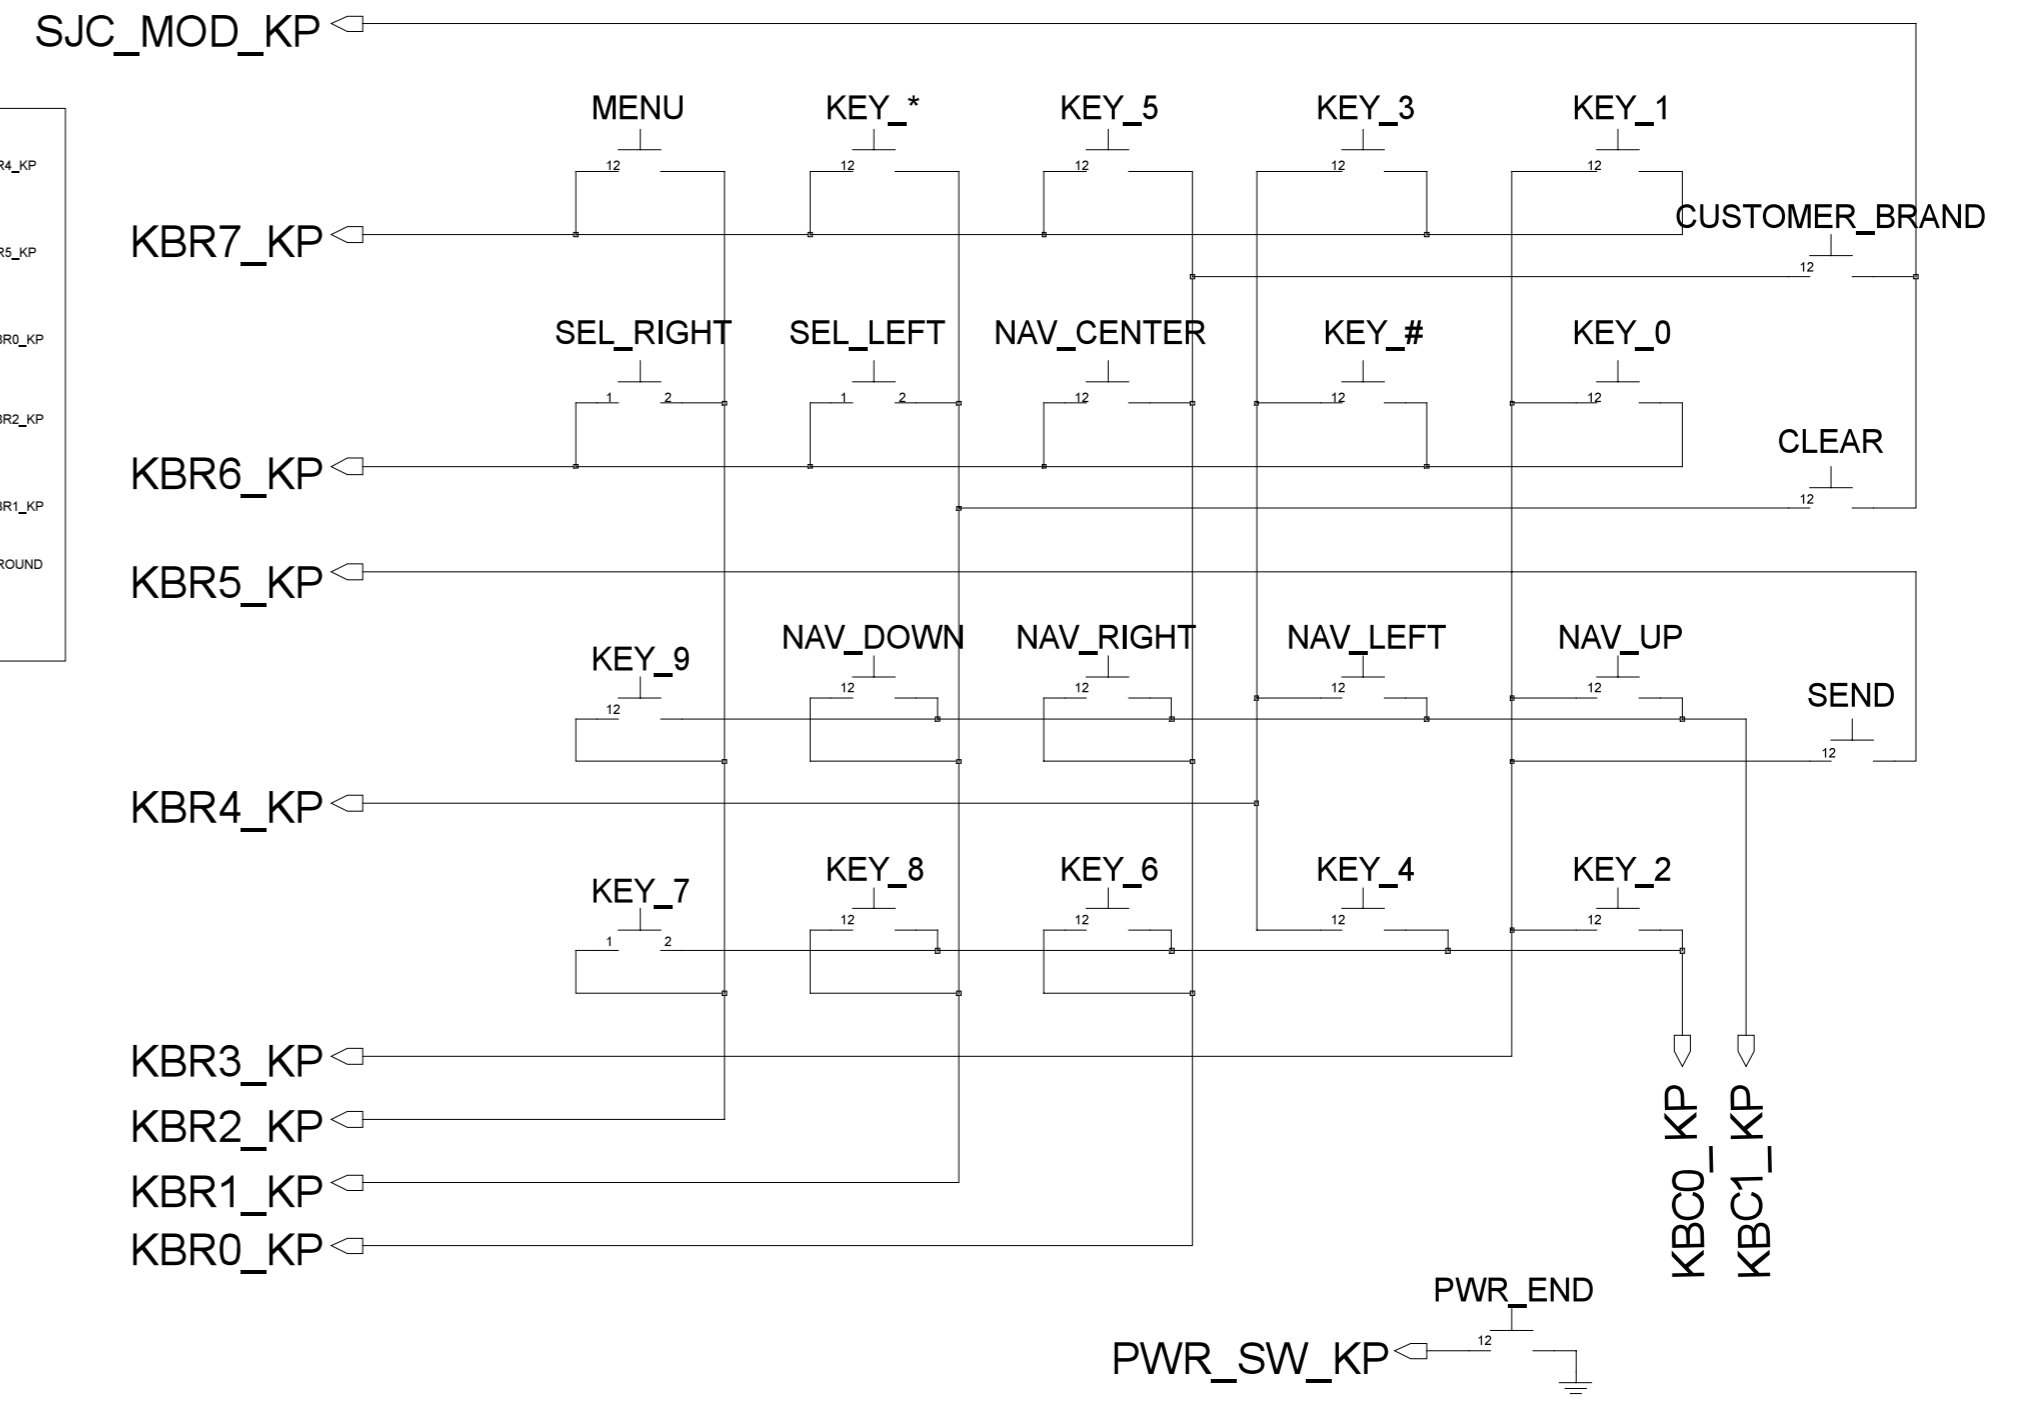 SJC_MOD_KP
MENU KEY_* KEY_5 KEY_3 KEY_1
12 12 12 12 12
R4_KP
KBR7_KP
CUSTOMER_BRAND
12
R5_KP
SEL_RIGHT SEL_LEFT NAV_CENTER KEY_# KEY_0
1 2 1 2 12 12 12
BR0_KP
KBR6_KP
CLEAR
12
BR2_KP
BR1_KP
KBR5_KP
ROUND
KEY_9 NAV_DOWN NAV_RIGHT NAV_LEFT NAV_UP
12 12 12 12 12
SEND
12
KBR4_KP
KEY_7 KEY_8 KEY_6 KEY_4 KEY_2
1 2 12 12 12 12
KBR3_KP
KBR2_KP
KBR1_KP
KBR0_KP
KBC0_KP
KBC1_KP
PWR_END
12
PWR_SW_KP